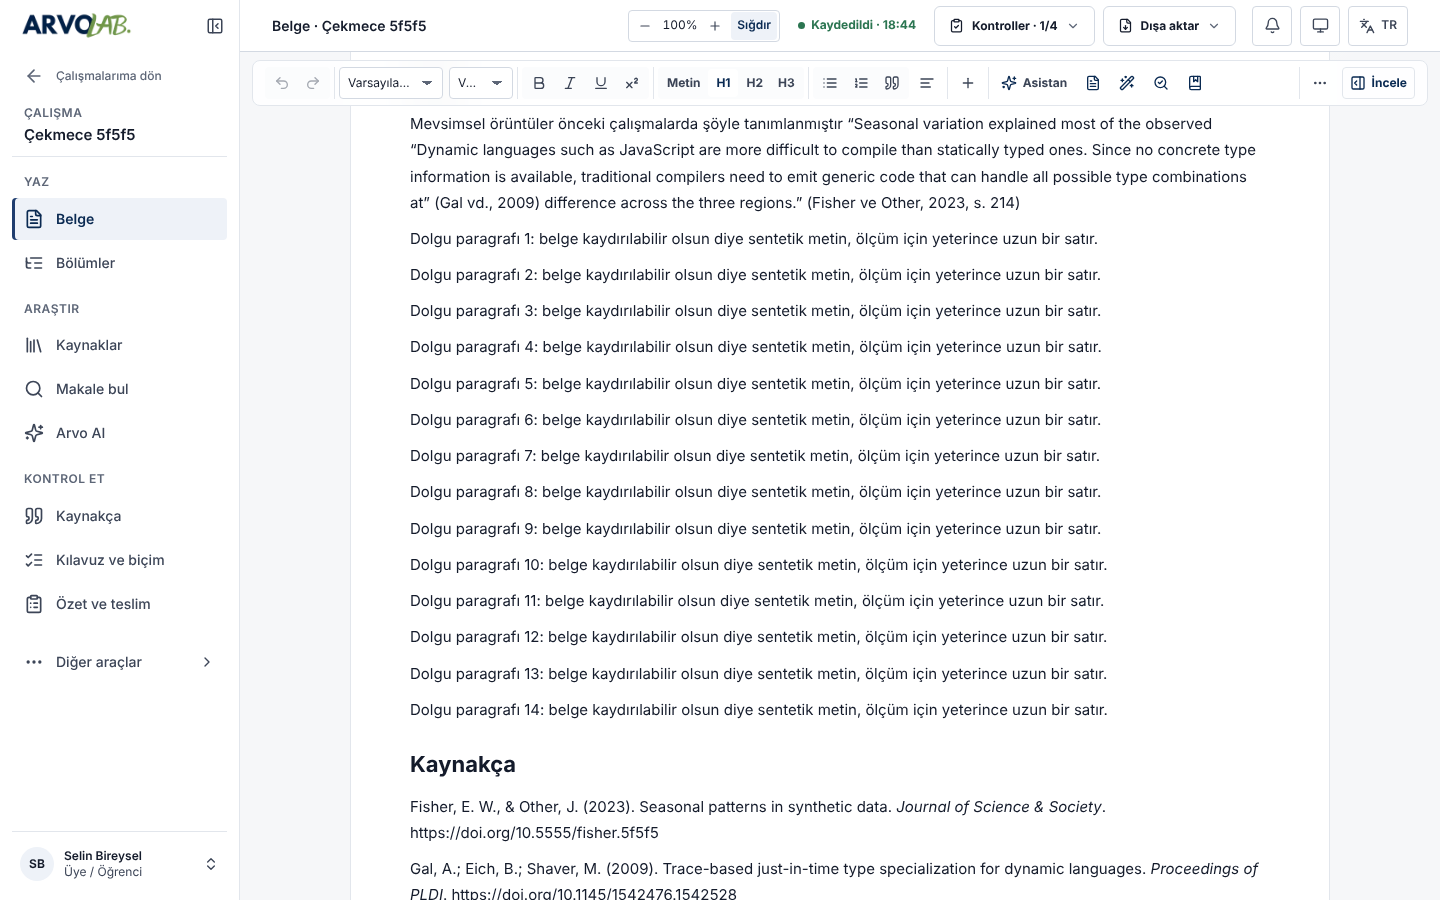 ARVOLAB.
Belge · Çekmece 5f5f5
100%
Sığdır
Kaydedildi · 18:44
Kontroller · 1/4
Dışa aktar
TR
Çalışmalarıma dön
ÇALIŞMA
Çekmece 5f5f5
YAZ
Belge
Bölümler
ARAŞTIR
Kaynaklar
Makale bul
Arvo AI
KONTROL ET
Kaynakça
Kılavuz ve biçim
Özet ve teslim
Diğer araçlar
SB
Selin Bireysel
Üye / Öğrenci
Varsayıla...
V...
B I U x²
Metin
H1
H2
H3
Asistan
İncele
Mevsimsel örüntüler önceki çalışmalarda şöyle tanımlanmıştır “Seasonal variation explained most of the observed
“Dynamic languages such as JavaScript are more difficult to compile than statically typed ones. Since no concrete type
information is available, traditional compilers need to emit generic code that can handle all possible type combinations
at” (Gal vd., 2009) difference across the three regions.” (Fisher ve Other, 2023, s. 214)
Dolgu paragrafı 1: belge kaydırılabilir olsun diye sentetik metin, ölçüm için yeterince uzun bir satır.
Dolgu paragrafı 2: belge kaydırılabilir olsun diye sentetik metin, ölçüm için yeterince uzun bir satır.
Dolgu paragrafı 3: belge kaydırılabilir olsun diye sentetik metin, ölçüm için yeterince uzun bir satır.
Dolgu paragrafı 4: belge kaydırılabilir olsun diye sentetik metin, ölçüm için yeterince uzun bir satır.
Dolgu paragrafı 5: belge kaydırılabilir olsun diye sentetik metin, ölçüm için yeterince uzun bir satır.
Dolgu paragrafı 6: belge kaydırılabilir olsun diye sentetik metin, ölçüm için yeterince uzun bir satır.
Dolgu paragrafı 7: belge kaydırılabilir olsun diye sentetik metin, ölçüm için yeterince uzun bir satır.
Dolgu paragrafı 8: belge kaydırılabilir olsun diye sentetik metin, ölçüm için yeterince uzun bir satır.
Dolgu paragrafı 9: belge kaydırılabilir olsun diye sentetik metin, ölçüm için yeterince uzun bir satır.
Dolgu paragrafı 10: belge kaydırılabilir olsun diye sentetik metin, ölçüm için yeterince uzun bir satır.
Dolgu paragrafı 11: belge kaydırılabilir olsun diye sentetik metin, ölçüm için yeterince uzun bir satır.
Dolgu paragrafı 12: belge kaydırılabilir olsun diye sentetik metin, ölçüm için yeterince uzun bir satır.
Dolgu paragrafı 13: belge kaydırılabilir olsun diye sentetik metin, ölçüm için yeterince uzun bir satır.
Dolgu paragrafı 14: belge kaydırılabilir olsun diye sentetik metin, ölçüm için yeterince uzun bir satır.
Kaynakça
Fisher, E. W., & Other, J. (2023). Seasonal patterns in synthetic data. Journal of Science & Society.
https://doi.org/10.5555/fisher.5f5f5
Gal, A.; Eich, B.; Shaver, M. (2009). Trace-based just-in-time type specialization for dynamic languages. Proceedings of
PLDI. https://doi.org/10.1145/1542476.1542528